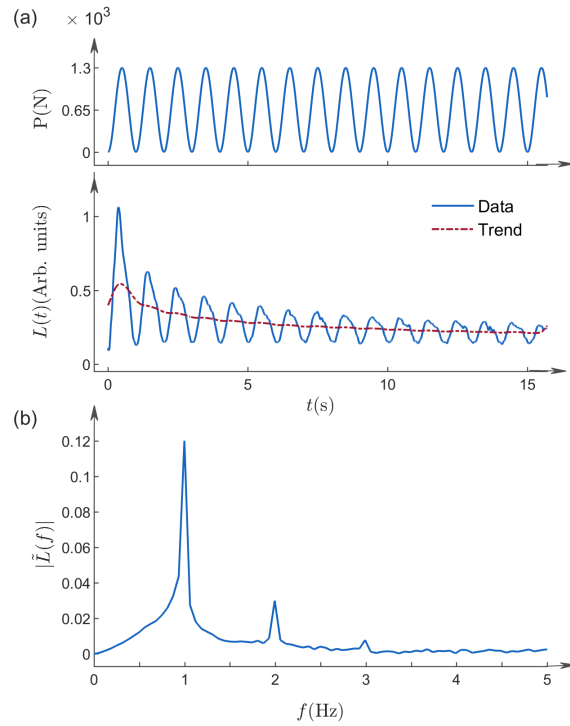 (a)
× 10³
P(N)
1.3
0.65
0
L(t)(Arb. units)
1
0.5
0
Data
Trend
0 5 10 15
t(s)
(b)
|L̃(f)|
0.12
0.1
0.08
0.06
0.04
0.02
0
0 1 2 3 4 5
f(Hz)